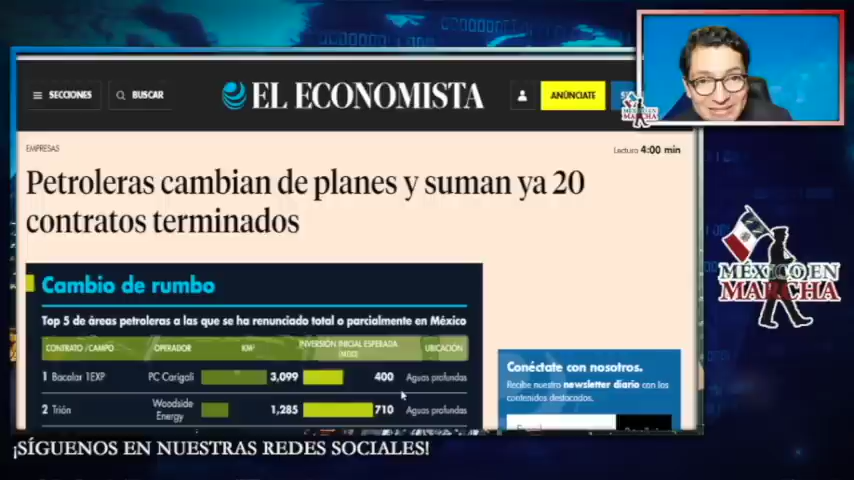 SECCIONES
BUSCAR
EL ECONOMISTA
ANÚNCIATE
EMPRESAS
Lectura 4:00 min
Petroleras cambian de planes y suman ya 20
contratos terminados
Cambio de rumbo
Top 5 de áreas petroleras a las que se ha renunciado total o parcialmente en México
CONTRATO /CAMPO OPERADOR KM² INVERSIÓN INICIAL ESPERADA UBICACIÓN
(MDD)
1 Bacalar 1EXP PC Carigali 3,099 400 Aguas profundas
2 Trión Woodside Energy 1,285 710 Aguas profundas
Conéctate con nosotros.
Recibe nuestro newsletter diario con los
contenidos destacados.
MÉXICO EN
MARCHA
MÉXICO EN
MARCHA
¡SÍGUENOS EN NUESTRAS REDES SOCIALES!